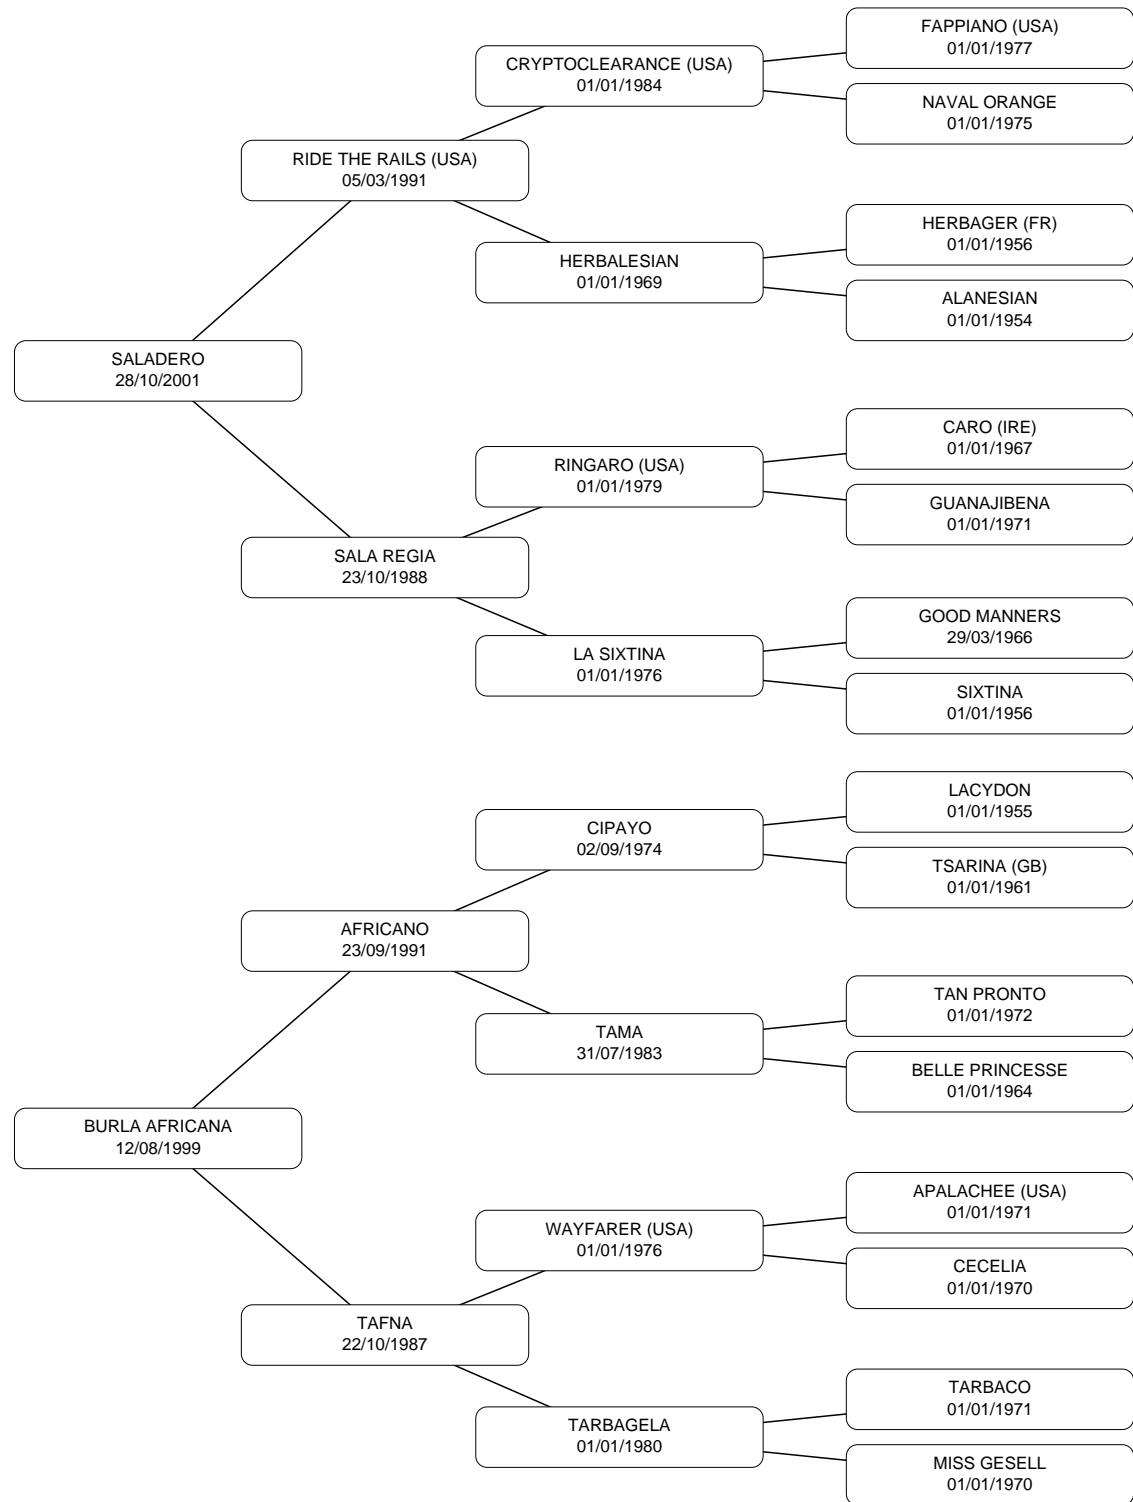 FAPPIANO (USA)
01/01/1977
CRYPTOCLEARANCE (USA)
01/01/1984
NAVAL ORANGE
01/01/1975
RIDE THE RAILS (USA)
05/03/1991
HERBAGER (FR)
01/01/1956
HERBALESIAN
01/01/1969
ALANESIAN
01/01/1954
SALADERO
28/10/2001
CARO (IRE)
01/01/1967
RINGARO (USA)
01/01/1979
GUANAJIBENA
01/01/1971
SALA REGIA
23/10/1988
GOOD MANNERS
29/03/1966
LA SIXTINA
01/01/1976
SIXTINA
01/01/1956
LACYDON
01/01/1955
CIPAYO
02/09/1974
TSARINA (GB)
01/01/1961
AFRICANO
23/09/1991
TAN PRONTO
01/01/1972
TAMA
31/07/1983
BELLE PRINCESSE
01/01/1964
BURLA AFRICANA
12/08/1999
APALACHEE (USA)
01/01/1971
WAYFARER (USA)
01/01/1976
CECELIA
01/01/1970
TAFNA
22/10/1987
TARBACO
01/01/1971
TARBAGELA
01/01/1980
MISS GESELL
01/01/1970